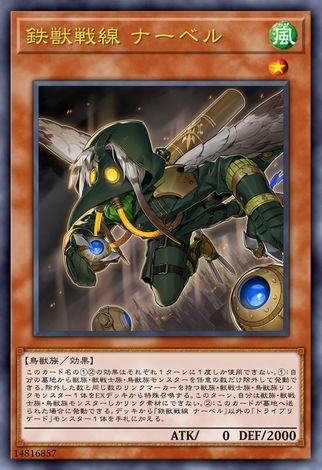 鉄獣戦線 ナーベル
風
【鳥獣族／効果】
このカード名の①②の効果はそれぞれ１ターンに１度しか使用できない。①：自
分の墓地から獣族・獣戦士族・鳥獣族モンスターを任意の数だけ除外して発動で
きる。除外した数と同じ数のリンクマーカーを持つ獣族・獣戦士族・鳥獣族リン
クモンスター１体をEXデッキから特殊召喚する。このターン、自分は獣族・獣戦
士族・鳥獣族モンスターしかリンク素材にできない。②：このカードが墓地へ送
られた場合に発動できる。デッキから「鉄獣戦線 ナーベル」以外の「トライブリ
ゲード」モンスター１体を手札に加える。
ATK/ 0 DEF/2000
14816857